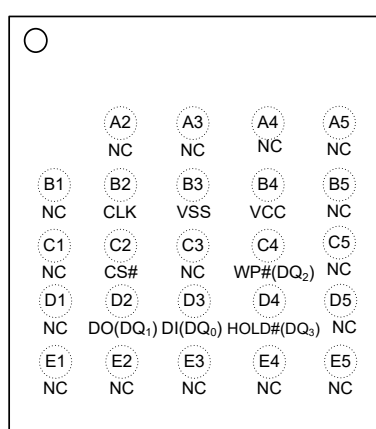 A2 A3 A4 A5
NC NC NC NC
B1 B2 B3 B4 B5
NC CLK VSS VCC NC
C1 C2 C3 C4 C5
NC CS# NC WP#(DQ₂) NC
D1 D2 D3 D4 D5
NC DO(DQ₁) DI(DQ₀) HOLD#(DQ₃) NC
E1 E2 E3 E4 E5
NC NC NC NC NC